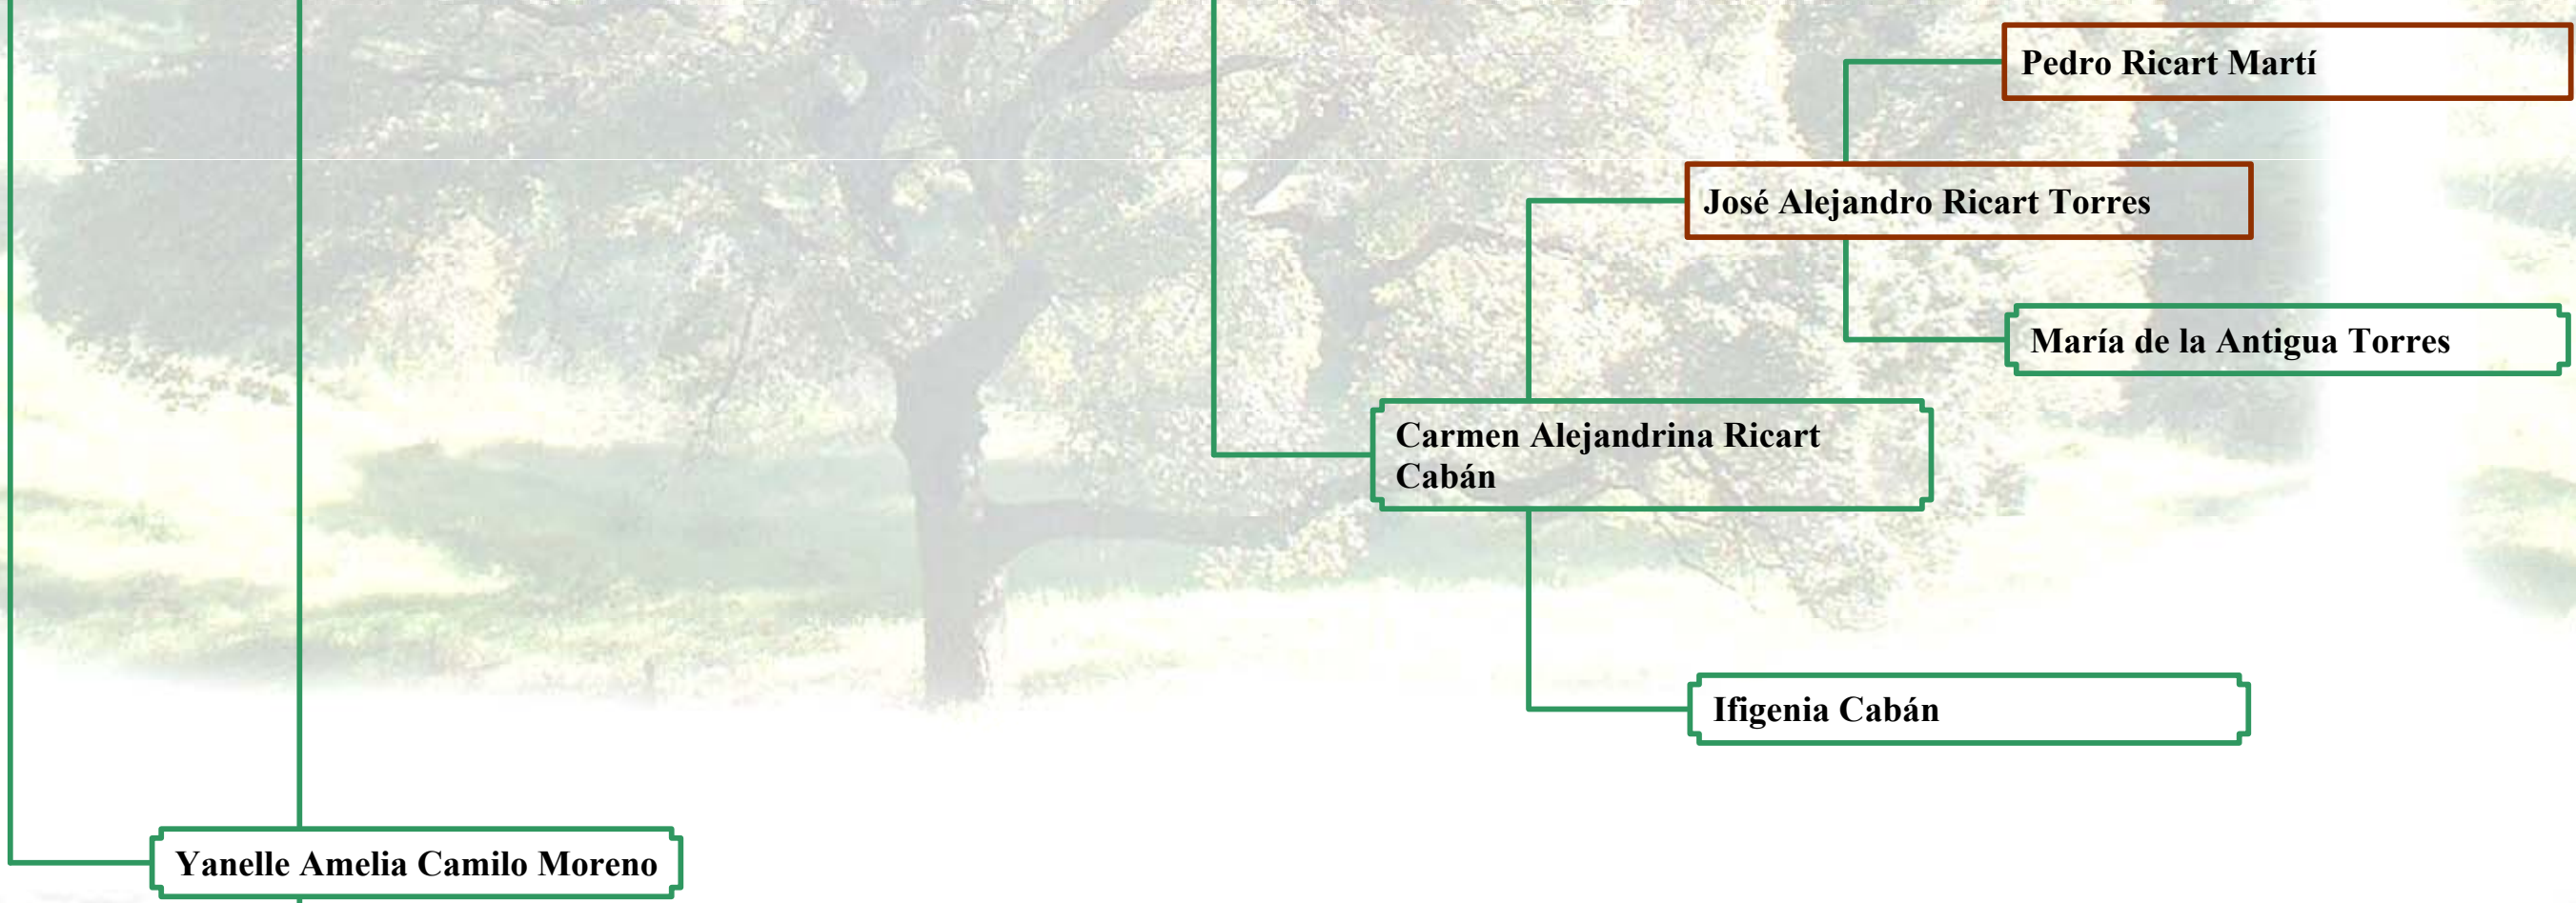 Pedro Ricart Martí
José Alejandro Ricart Torres
María de la Antigua Torres
Carmen Alejandrina Ricart
Cabán
Ifigenia Cabán
Yanelle Amelia Camilo Moreno